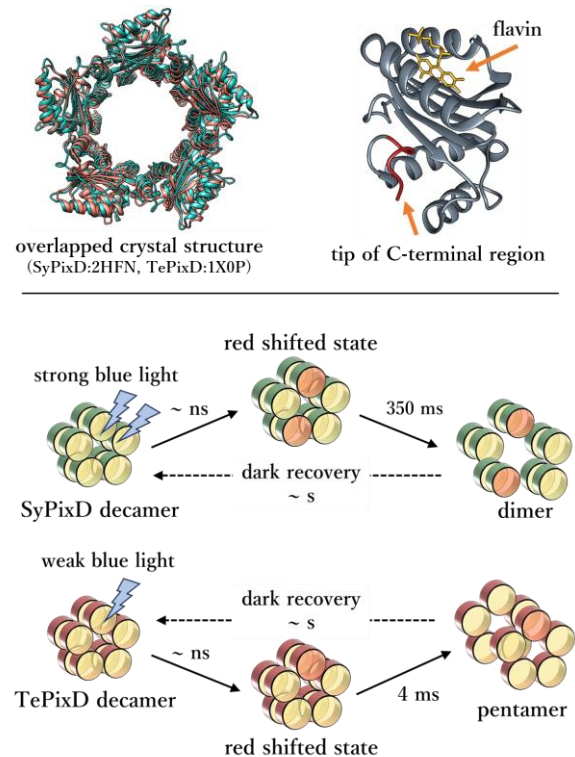 flavin
overlapped crystal structure
(SyPixD:2HFN, TePixD:1X0P)
tip of C-terminal region
red shifted state
strong blue light
~ ns
350 ms
dark recovery
~ s
SyPixD decamer
dimer
weak blue light
dark recovery
~ s
~ ns
TePixD decamer
4 ms
pentamer
red shifted state